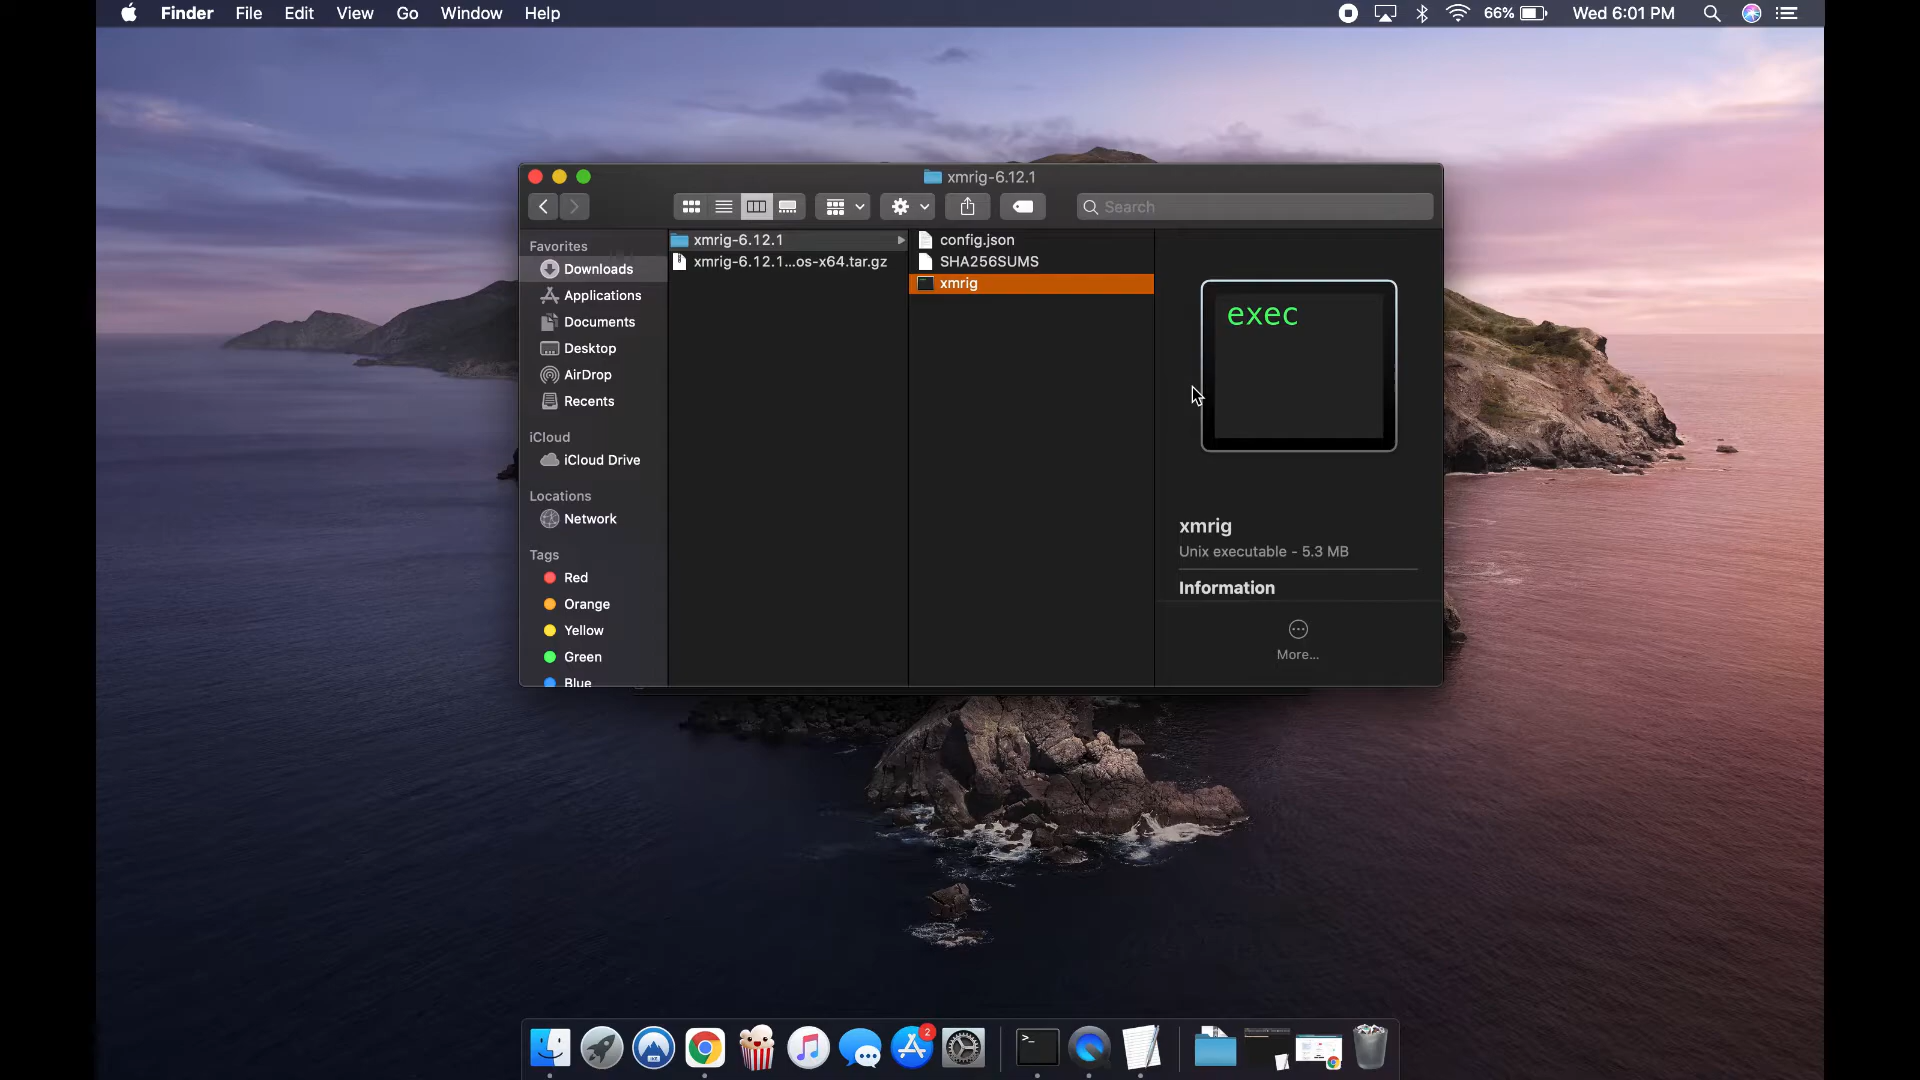 Finder File Edit View Go Window Help 66% Wed 6:01 PM
xmrig-6.12.1
Search
Favorites
Downloads
Applications
Documents
Desktop
AirDrop
Recents
iCloud
iCloud Drive
Locations
Network
Tags
Red
Orange
Yellow
Green
Blue
xmrig-6.12.1
xmrig-6.12.1...os-x64.tar.gz
config.json
SHA256SUMS
xmrig
exec
xmrig
Unix executable - 5.3 MB
Information
More...
2
>_